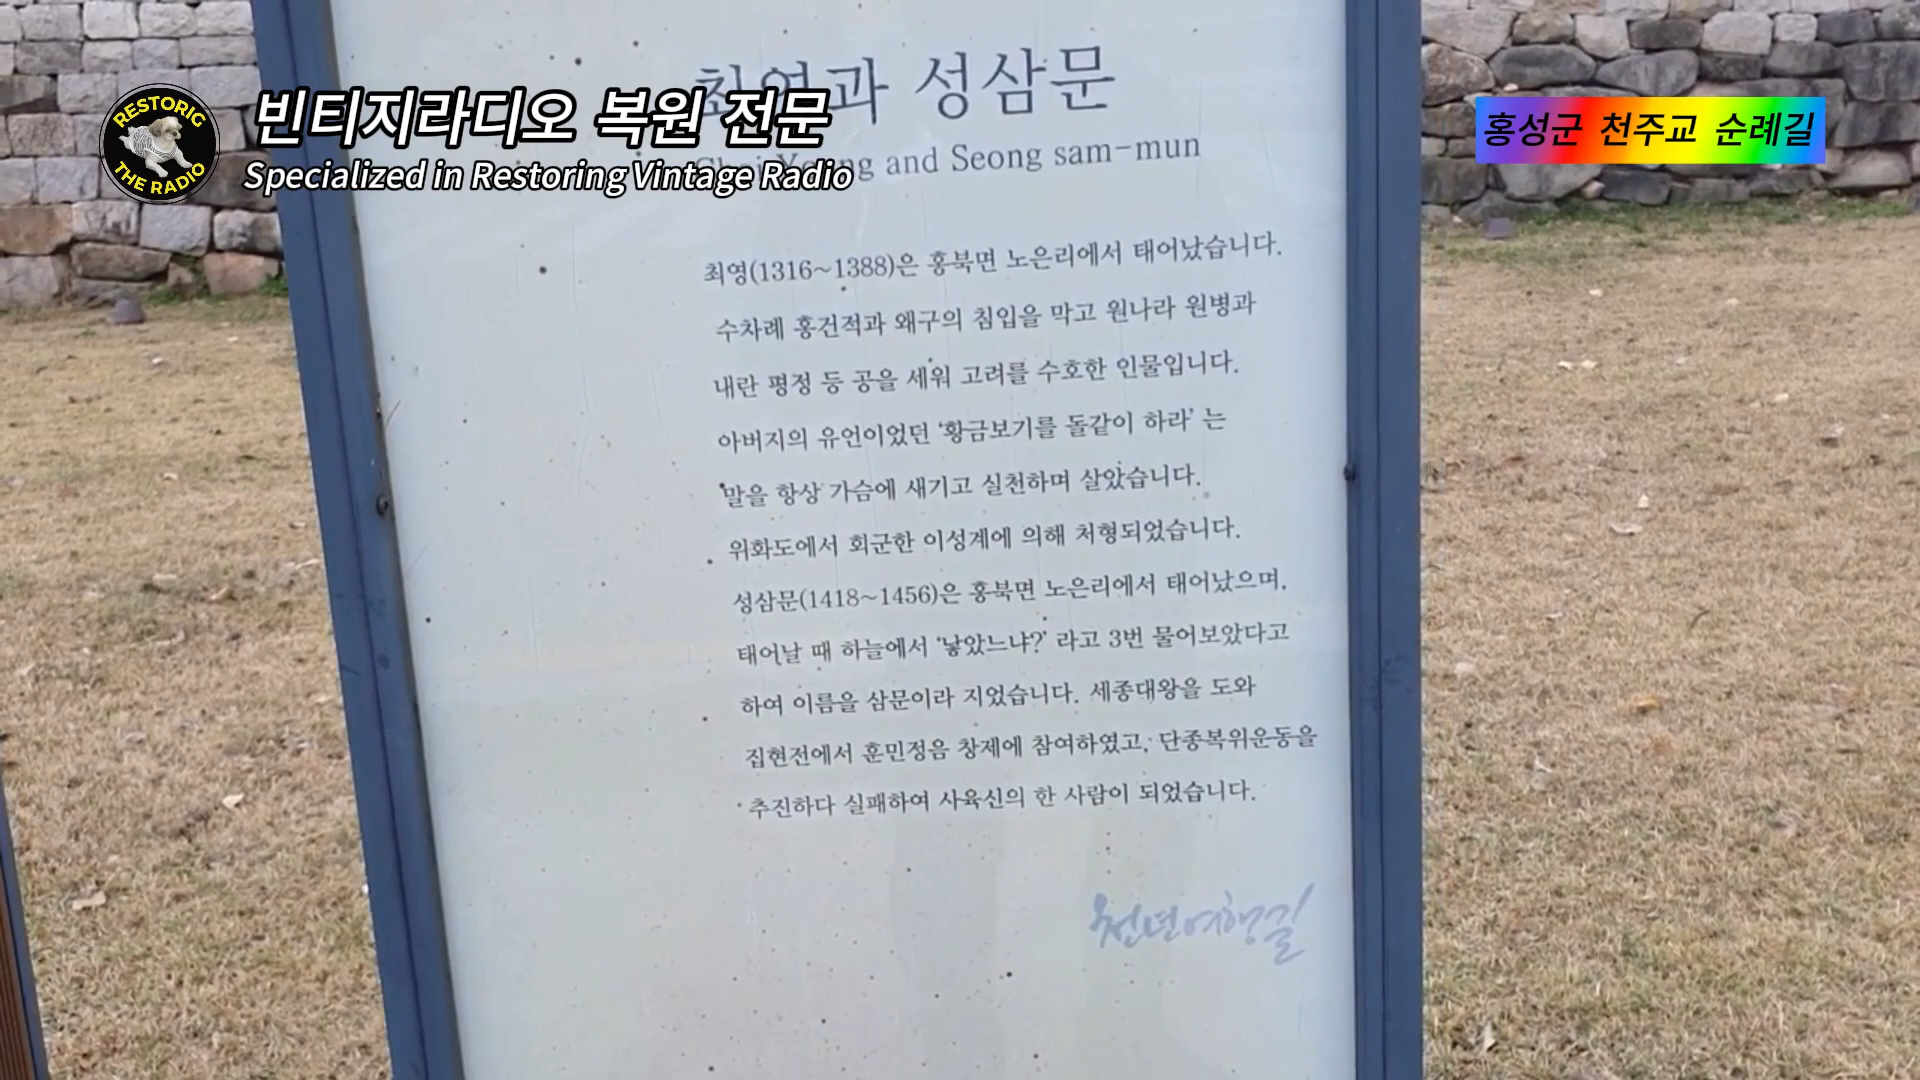 RESTORIG
THE RADIO
빈티지라디오 복원 전문
Specialized in Restoring Vintage Radio
홍성군 천주교 순례길
최영과 성삼문
Choi Young and Seong sam-mun
최영(1316~1388)은 홍북면 노은리에서 태어났습니다.
수차례 홍건적과 왜구의 침입을 막고 원나라 원병과
내란 평정 등 공을 세워 고려를 수호한 인물입니다.
아버지의 유언이었던 '황금보기를 돌같이 하라' 는
말을 항상 가슴에 새기고 실천하며 살았습니다.
위화도에서 회군한 이성계에 의해 처형되었습니다.
성삼문(1418~1456)은 홍북면 노은리에서 태어났으며,
태어날 때 하늘에서 '낳았느냐?' 라고 3번 물어보았다고
하여 이름을 삼문이라 지었습니다. 세종대왕을 도와
집현전에서 훈민정음 창제에 참여하였고, 단종복위운동을
추진하다 실패하여 사육신의 한 사람이 되었습니다.
천년여행길